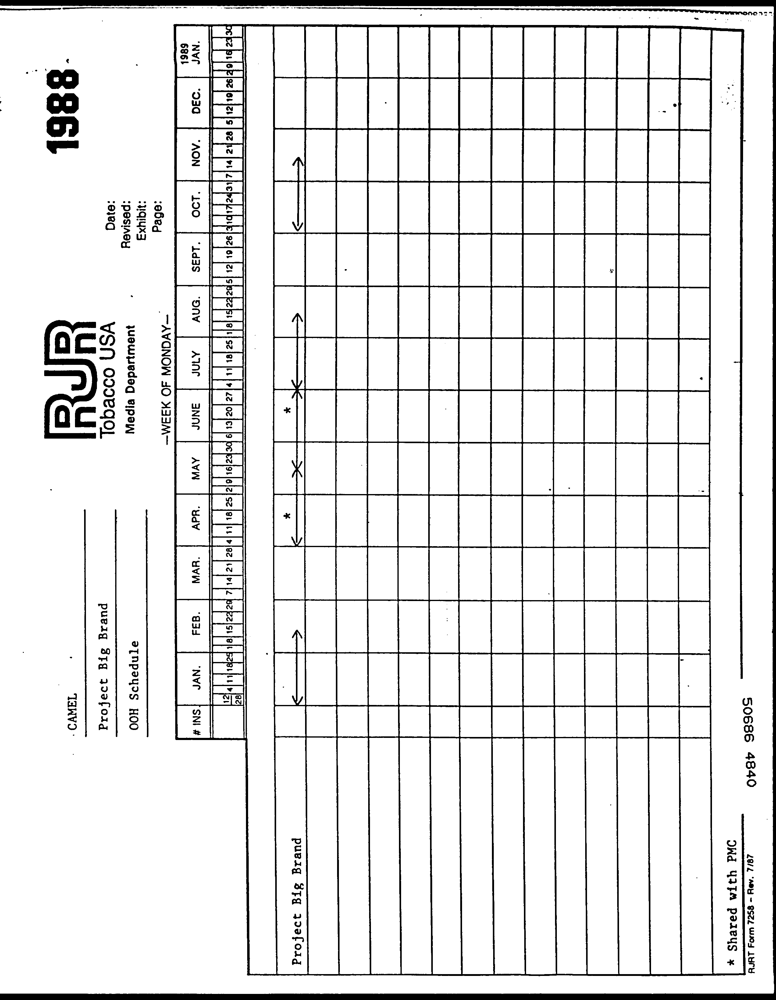 CAMEL
Project Big Brand
OOH Schedule
RJR
Tobacco USA
Media Department
1988
Date:
Revised:
Exhibit:
Page:
—WEEK OF MONDAY—
# INS. JAN. FEB. MAR. APR. MAY JUNE JULY AUG. SEPT. OCT. NOV. DEC. 1989 JAN.
12/28 4 11 18 25 1 8 15 22 29 7 14 21 28 4 11 18 25 2 9 16 23 30 6 13 20 27 4 11 18 25 1 8 15 22 29 5 12 19 26 3 10 17 24 31 7 14 21 28 5 12 19 26 2 9 16 23 30
Project Big Brand * *
* Shared with PMC
RJRT Form 7258 – Rev. 7/87
50686 4840